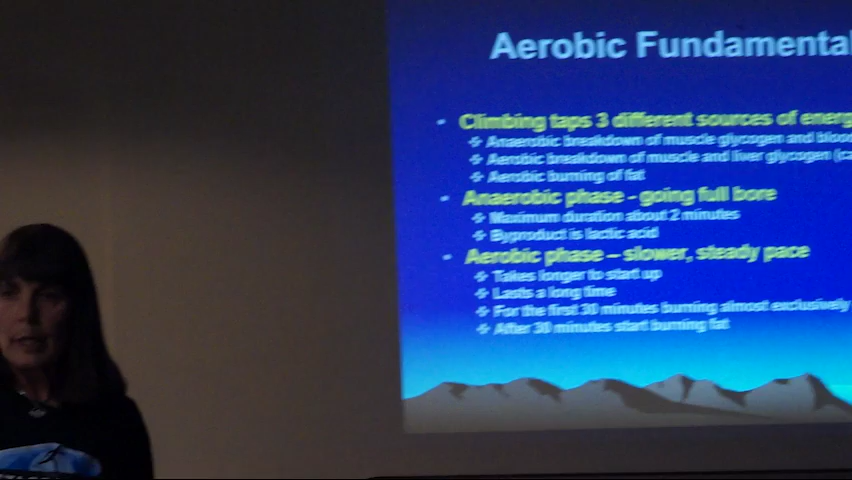 Aerobic Fundamental
• Climbing taps 3 different sources of energ
Anaerobic breakdown of muscle glycogen and blood
Aerobic breakdown of muscle and liver glycogen (ca
Aerobic burning of fat
• Anaerobic phase - going full bore
Maximum duration about 2 minutes
Byproduct is lactic acid
• Aerobic phase – slower, steady pace
Takes longer to start up
Lasts a long time
For the first 30 minutes burning almost exclusively
After 30 minutes start burning fat